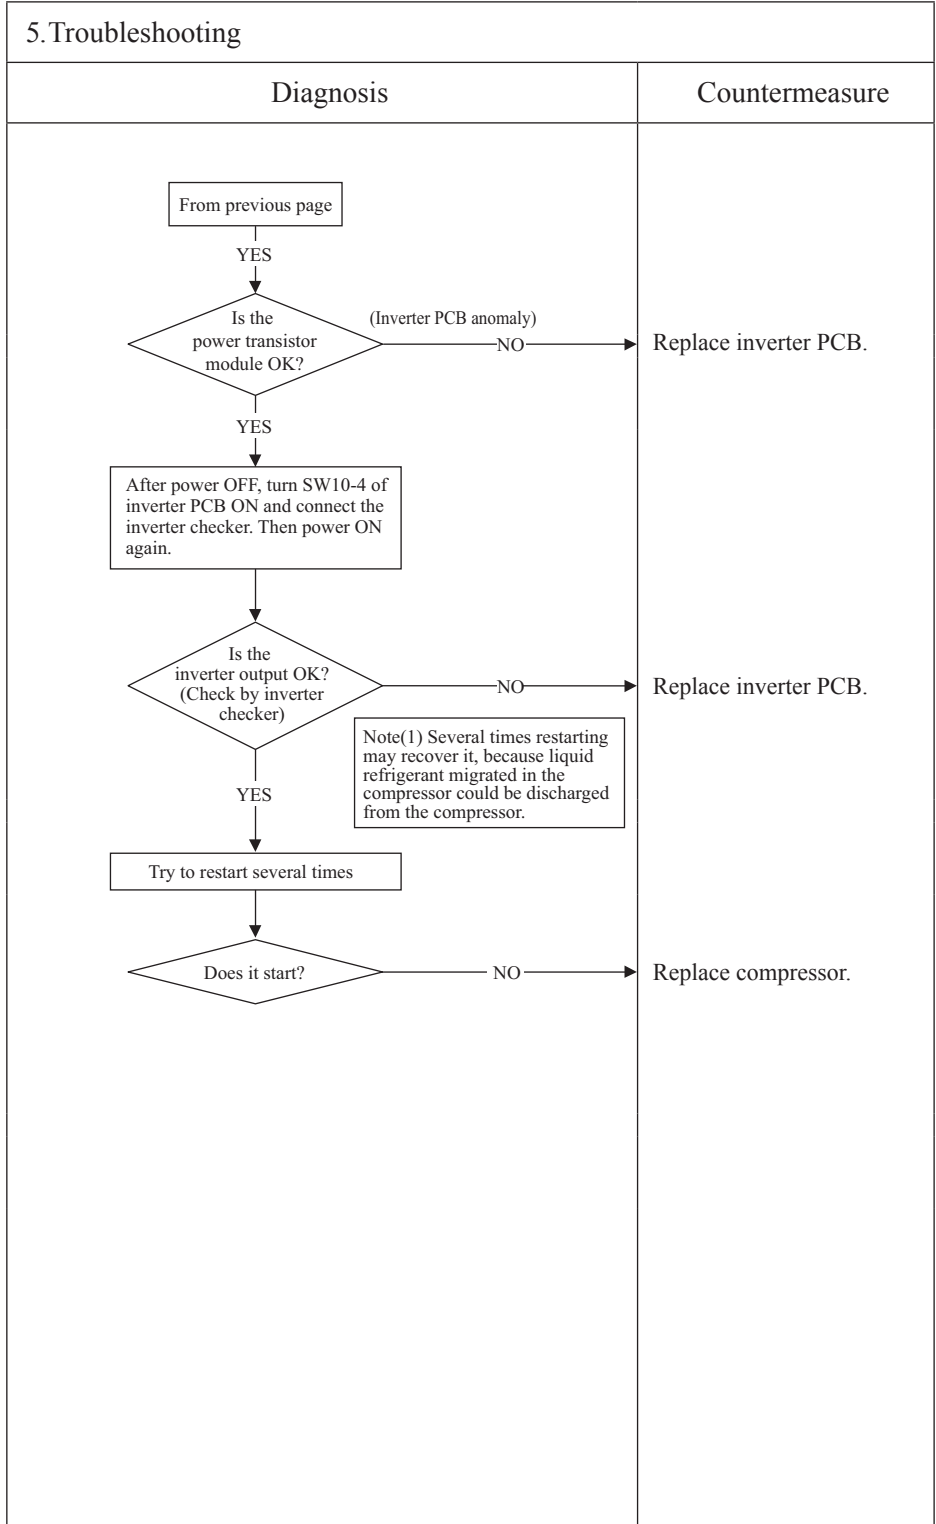 5.Troubleshooting
Diagnosis
Countermeasure
From previous page
YES
Is the
power transistor
module OK?
(Inverter PCB anomaly)
NO
Replace inverter PCB.
YES
After power OFF, turn SW10-4 of
inverter PCB ON and connect the
inverter checker. Then power ON
again.
Is the
inverter output OK?
(Check by inverter
checker)
NO
Replace inverter PCB.
Note(1) Several times restarting
may recover it, because liquid
refrigerant migrated in the
compressor could be discharged
from the compressor.
YES
Try to restart several times
Does it start?
NO
Replace compressor.